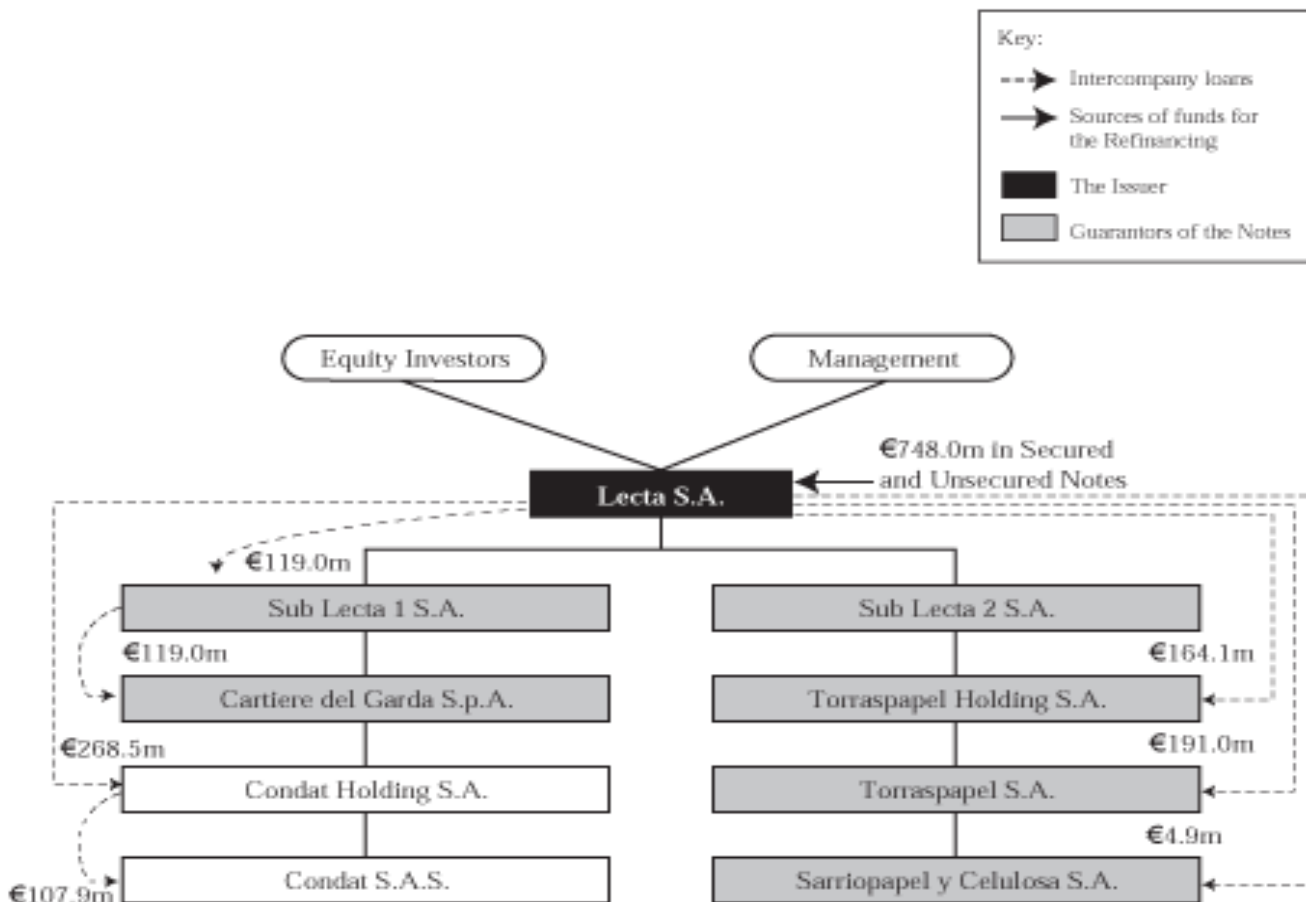 Key:
Intercompany loans
Sources of funds for
the Refinancing
The Issuer
Guarantors of the Notes
Equity Investors
Management
€748.0m in Secured
and Unsecured Notes
Lecta S.A.
€119.0m
Sub Lecta 1 S.A.
Sub Lecta 2 S.A.
€119.0m
€164.1m
Cartiere del Garda S.p.A.
Torraspapel Holding S.A.
€268.5m
€191.0m
Condat Holding S.A.
Torraspapel S.A.
€4.9m
Condat S.A.S.
Sarriopapel y Celulosa S.A.
€107.9m